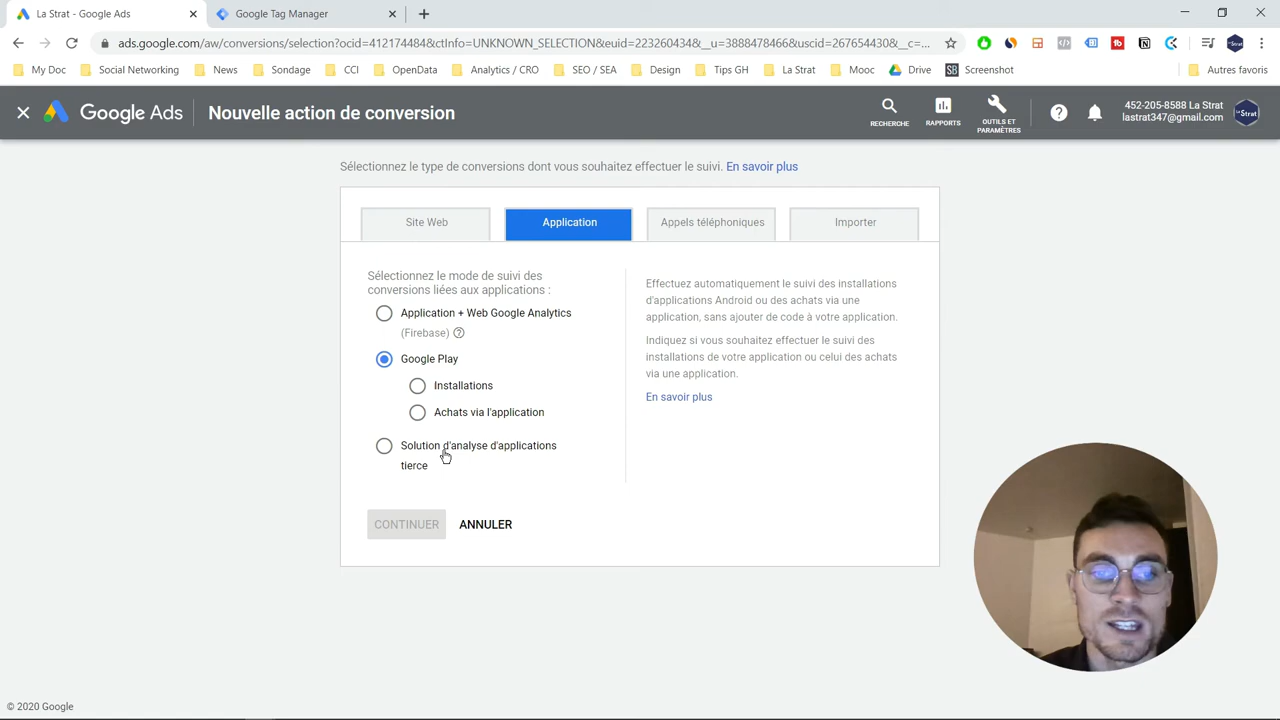 La Strat - Google Ads
Google Tag Manager
ads.google.com/aw/conversions/selection?ocid=412174181&ctInfo=UNKNOWN_SELECTION&euid=223260434&__u=3888478466&uscid=267654430&__c=...
My Doc
Social Networking
News
Sondage
CCI
OpenData
Analytics / CRO
SEO / SEA
Design
Tips GH
La Strat
Mooc
Drive
SB
Screenshot
Autres favoris
Google Ads
Nouvelle action de conversion
RECHERCHE
RAPPORTS
OUTILS ET
PARAMÈTRES
452-205-8588 La Strat
lastrat347@gmail.com
Sélectionnez le type de conversions dont vous souhaitez effectuer le suivi. En savoir plus
Site Web
Application
Appels téléphoniques
Importer
Sélectionnez le mode de suivi des
conversions liées aux applications :
Application + Web Google Analytics
(Firebase)
Google Play
Installations
Achats via l'application
Solution d'analyse d'applications
tierce
CONTINUER
ANNULER
Effectuez automatiquement le suivi des installations
d'applications Android ou des achats via une
application, sans ajouter de code à votre application.
Indiquez si vous souhaitez effectuer le suivi des
installations de votre application ou celui des achats
via une application.
En savoir plus
© 2020 Google